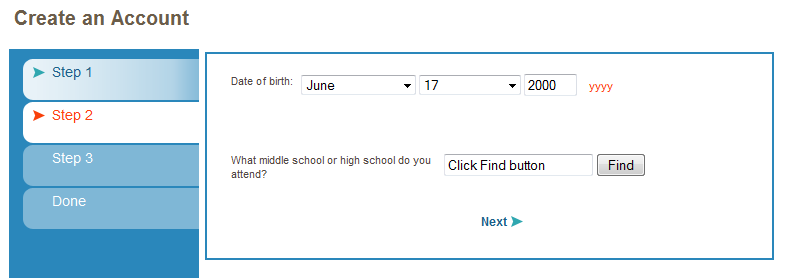 Create an Account
Step 1
Step 2
Step 3
Done
Date of birth: June 17 2000 yyyy
What middle school or high school do you
attend?
Click Find button Find
Next